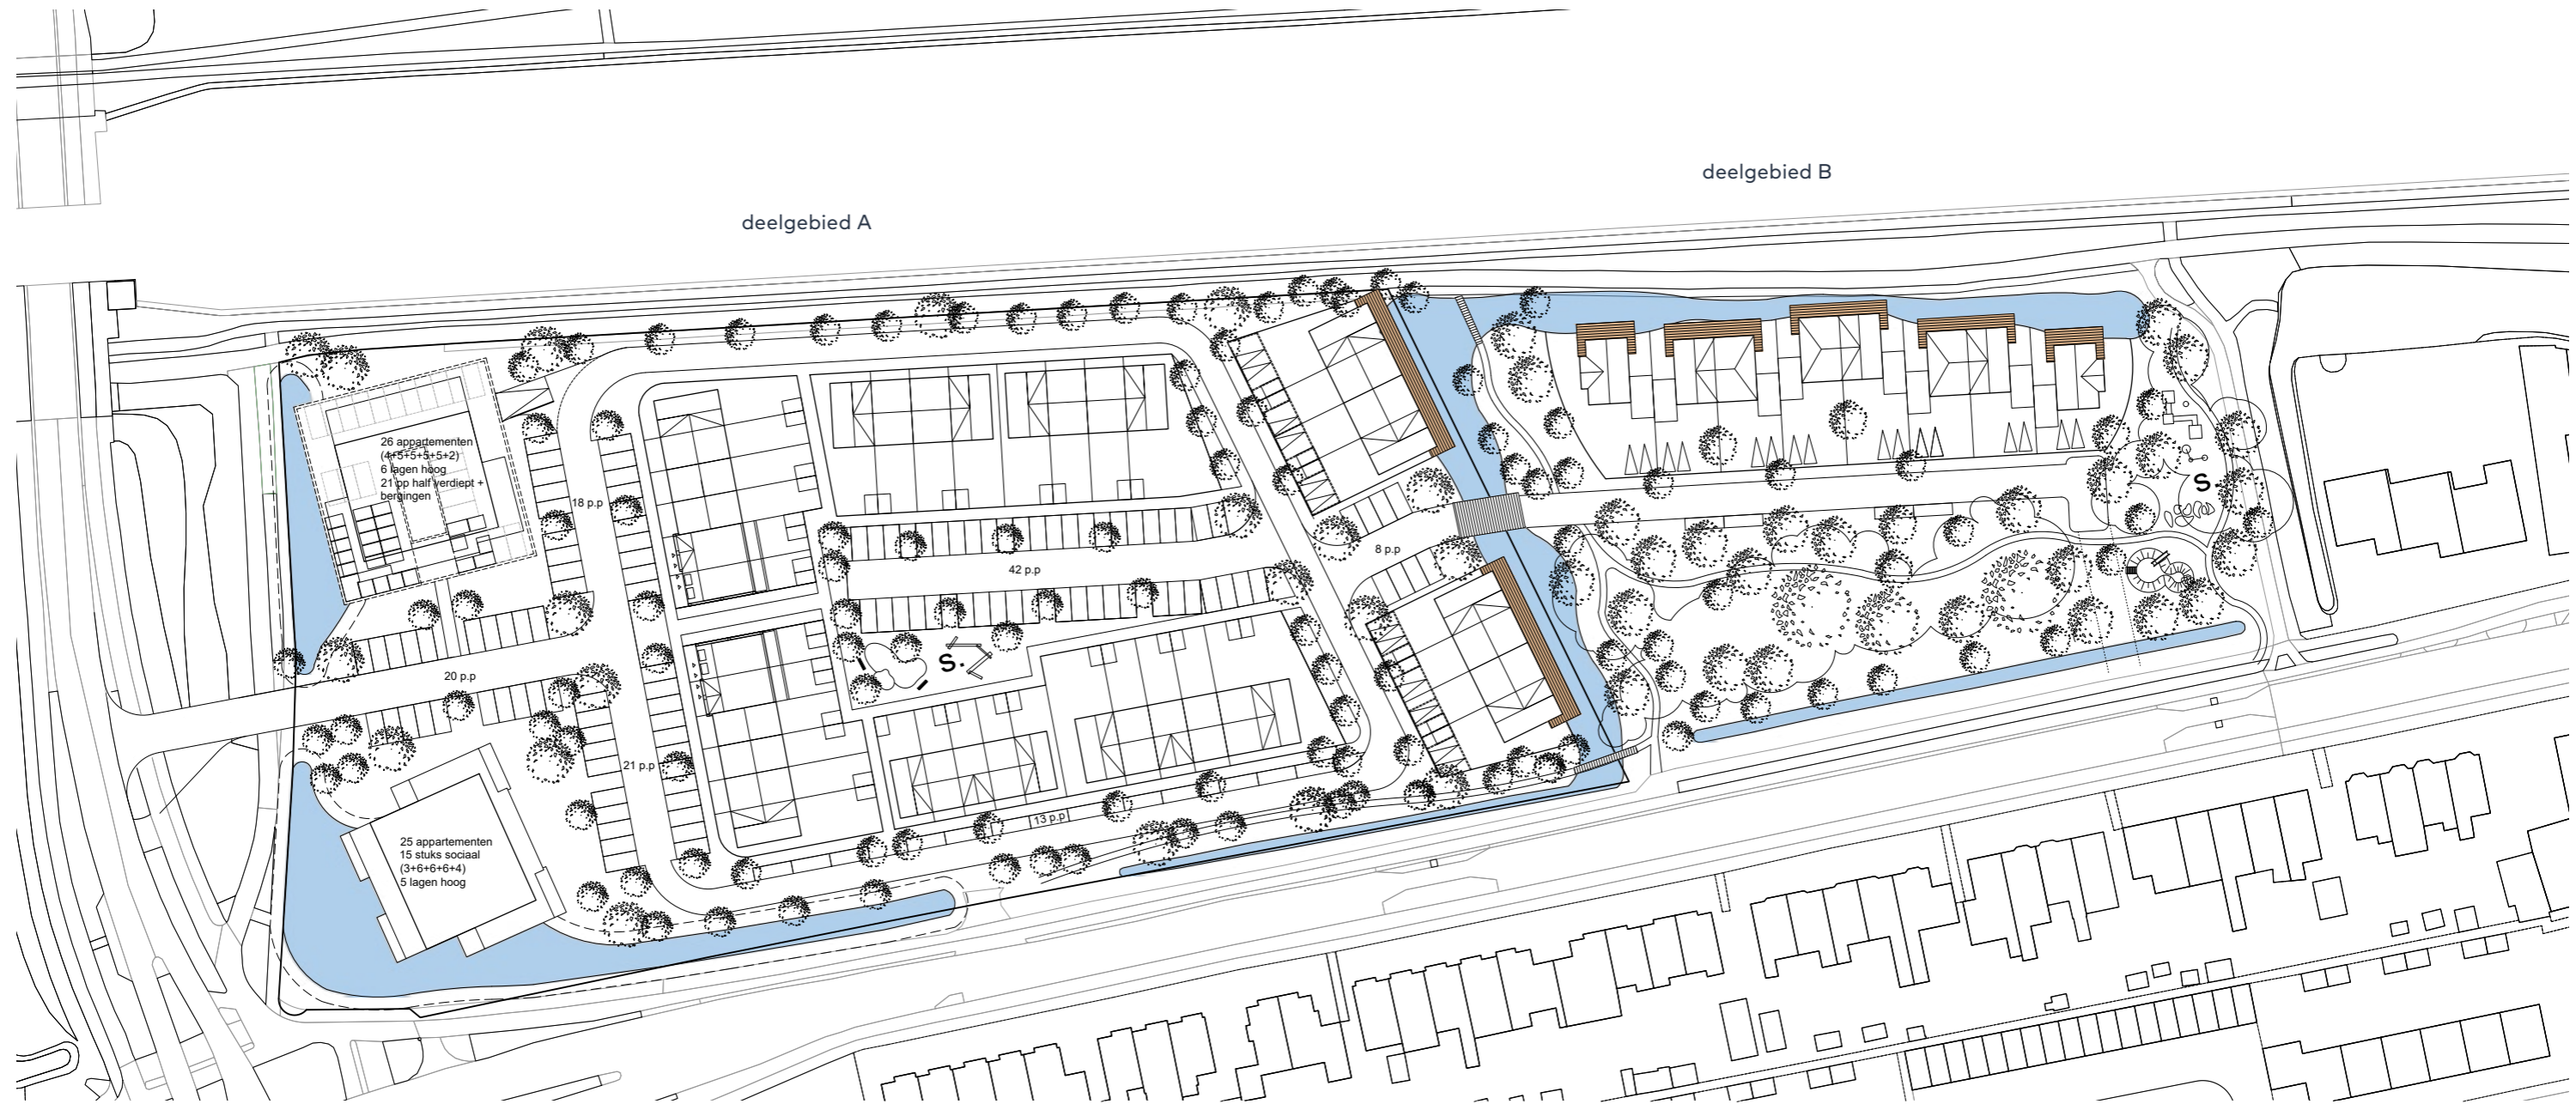 deelgebied B
deelgebied A
26 appartementen
(4+5+5+5+5+2)
6 lagen hoog
21 pp half verdiept +
bergingen
18 p.p
S.
8 p.p
42 p.p
S.
20 p.p
21 p.p
13 p.p
25 appartementen
15 stuks sociaal
(3+6+6+6+4)
5 lagen hoog